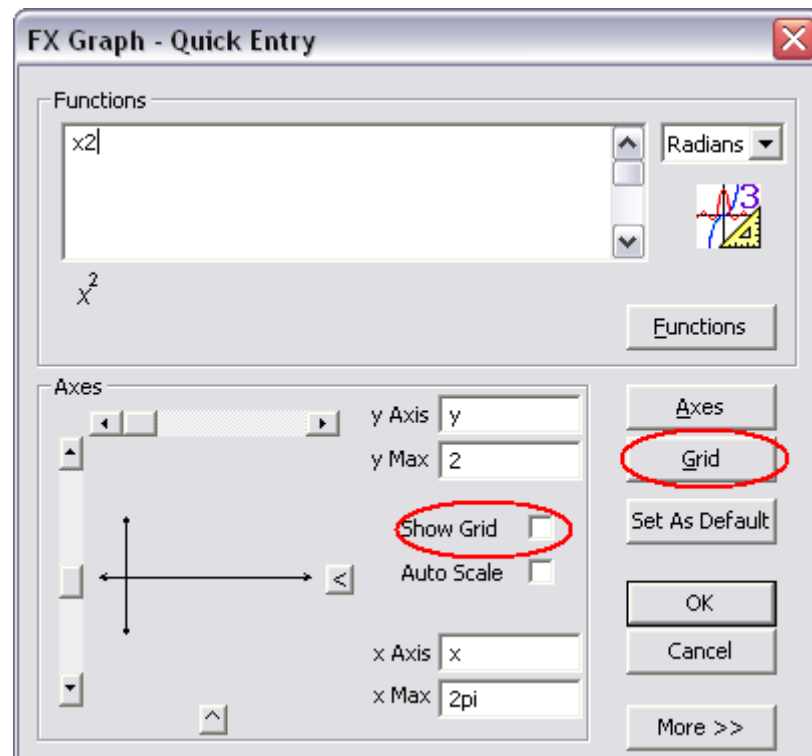 FX Graph - Quick Entry
Functions
x2
Radians
3
x²
Functions
Axes
y Axis y
Axes
y Max 2
Grid
Show Grid
Set As Default
Auto Scale
<
OK
x Axis x
Cancel
x Max 2pi
^
More >>